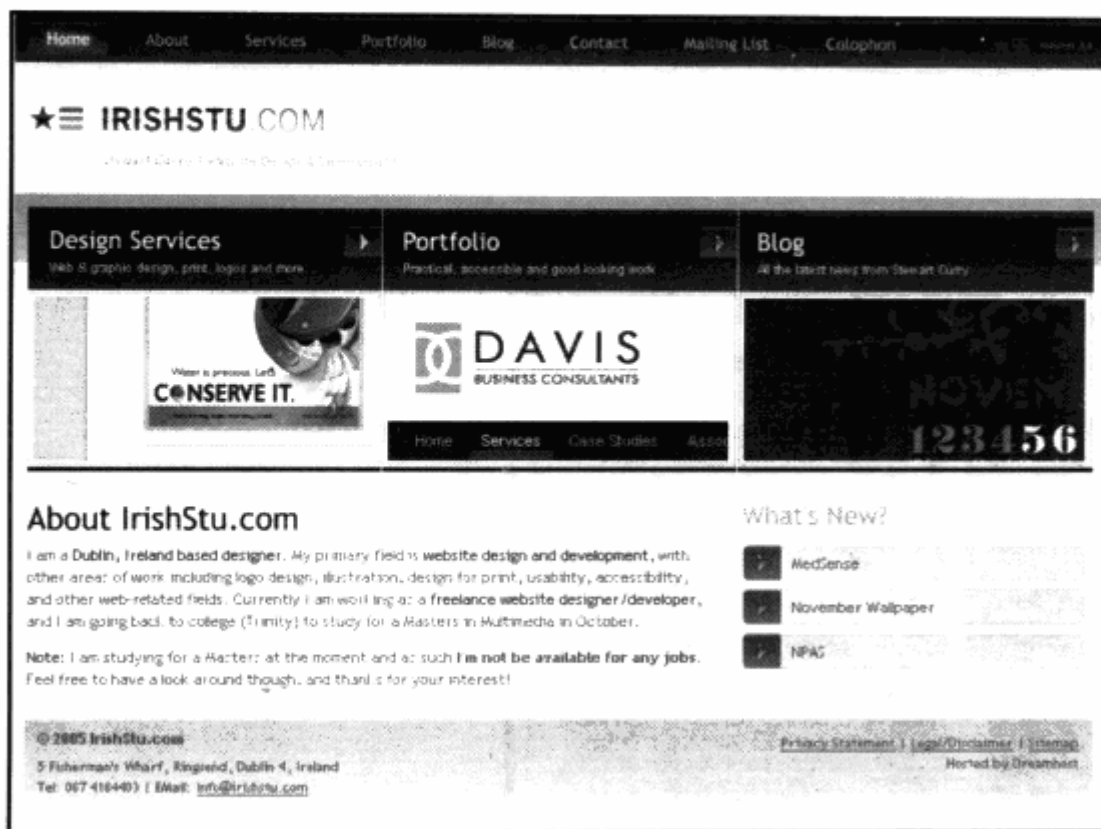 Home About Services Portfolio Blog Contact Mailing List Colophon
IRISHSTU.COM
Design Services
Web & graphic design, print, logos and more
Portfolio
Practical, accessible and good looking work
Blog
All the latest news from Stewart Curry
Water is precious. Let's
CONSERVE IT.
DAVIS
BUSINESS CONSULTANTS
Home Services Case Studies Assoc
NOVEM
123456
About IrishStu.com
I am a Dublin, Ireland based designer. My primary field is website design and development, with
other areas of work including logo design, illustration, design for print, usability, accessibility,
and other web-related fields. Currently I am working as a freelance website designer/developer,
and I am going back to college (Trinity) to study for a Masters in Multimedia in October.
Note: I am studying for a Masters at the moment and as such I'm not be available for any jobs.
Feel free to have a look around though, and thanks for your interest!
What's New?
MedSense
November Wallpaper
NPAS
© 2005 IrishStu.com
5 Fisherman's Wharf, Ringsend, Dublin 4, Ireland
Tel: 087 4164403 | EMail: info@irishstu.com
Privacy Statement | Legal/Disclaimer | Sitemap
Hosted by Dreamhost